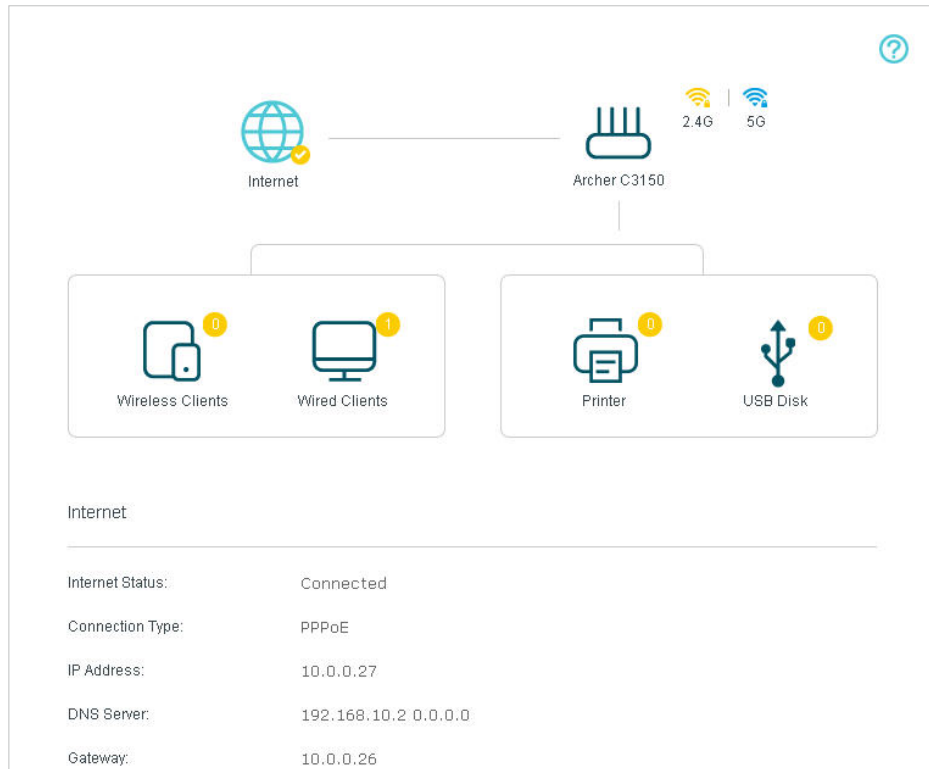 ?
2.4G | 5G
Internet
Archer C3150
0
1
0
0
Wireless Clients
Wired Clients
Printer
USB Disk
Internet
Internet Status: Connected
Connection Type: PPPoE
IP Address: 10.0.0.27
DNS Server: 192.168.10.2 0.0.0.0
Gateway: 10.0.0.26